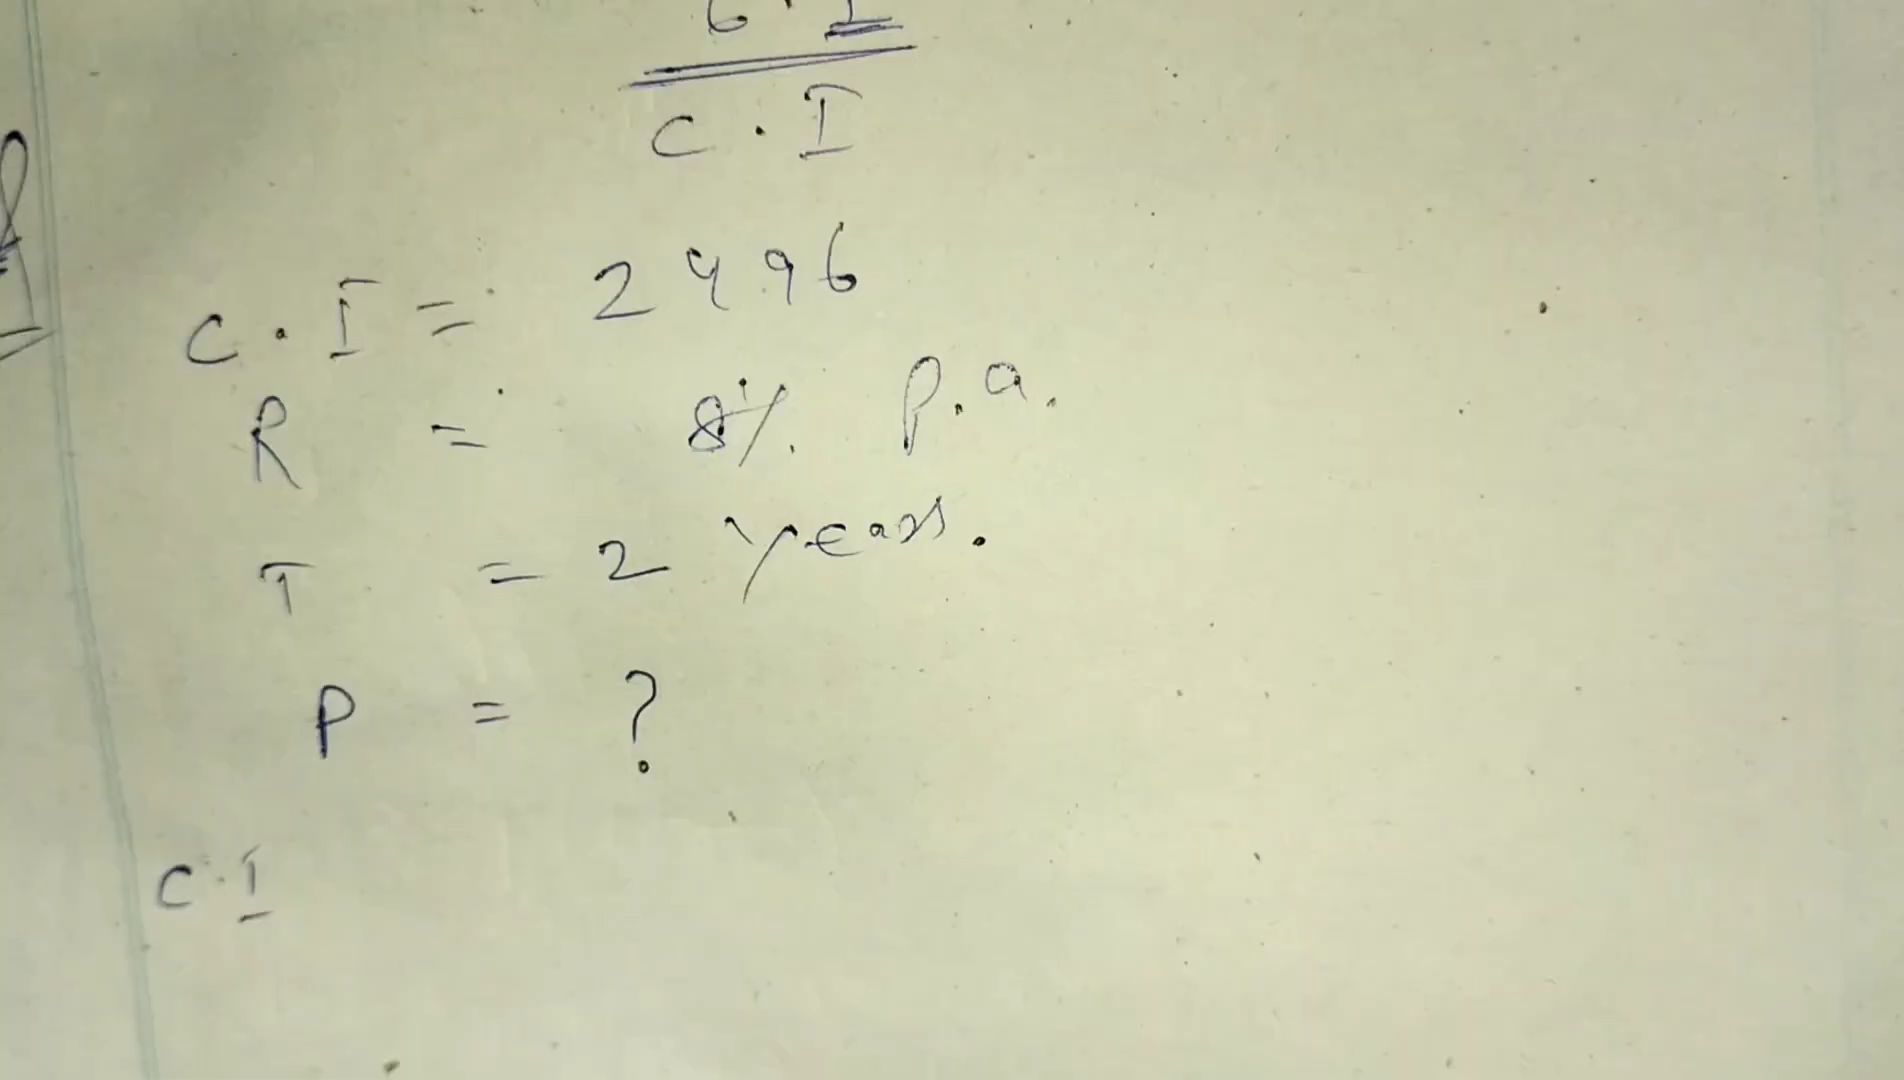 C.I
C.I = 2496
R = 8% P.a.
T = 2 years.
P = ?
C.I